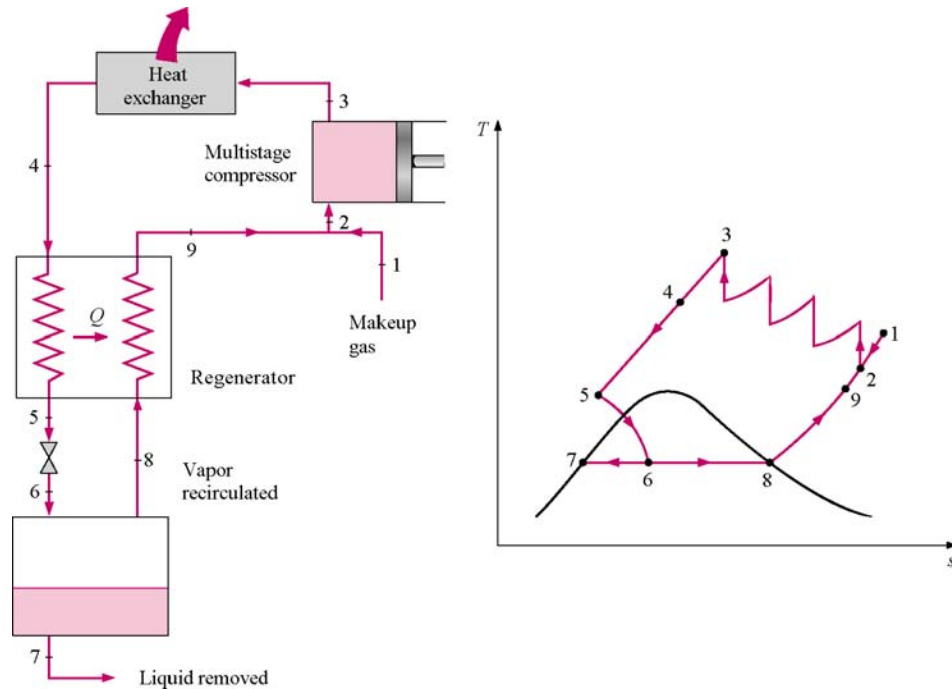 Heat
exchanger
3
Multistage
compressor
4
2
9
1
Q
Makeup
gas
Regenerator
5
8
Vapor
recirculated
6
7
Liquid removed
T
3
4
1
2
5
9
7
6
8
s